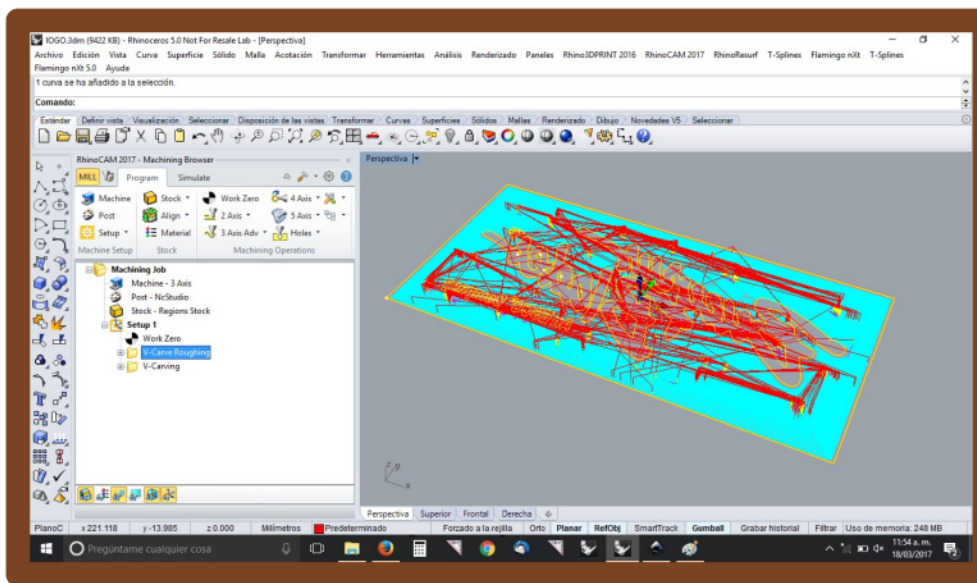 IOGO.3dm (9422 KB) - Rhinoceros 5.0 Not For Resale Lab - [Perspectiva]
Archivo Edición Vista Curva Superficie Sólido Malla Acotación Transformar Herramientas Análisis Renderizado Paneles Rhino3DPRINT 2016 RhinoCAM 2017 RhinoResurf T-Splines Flamingo nXt T-Splines
Flamingo nXt 5.0 Ayuda
1 curva se ha añadido a la selección.
Comando:
Estándar Definir vista Visualización Seleccionar Disposición de las vistas Transformar Curvas Superficies Sólidos Mallas Renderizado Dibujo Novedades V5 Seleccionar
RhinoCAM 2017 - Machining Browser
MILL Program Simulate
Machine Stock Work Zero 4 Axis
Post Align 2 Axis 5 Axis
Setup Material 3 Axis Adv Holes
Machine Setup Stock Machining Operations
Machining Job
Machine - 3 Axis
Post - NcStudio
Stock - Regions Stock
Setup 1
Work Zero
V-Carve Roughing
V-Carving
Perspectiva
z y
x
Perspectiva Superior Frontal Derecha
PlanoC x 221.118 y -13.985 z 0.000 Milímetros Predeterminado Forzado a la rejilla Orto Planar RefObj SmartTrack Gumball Grabar historial Filtrar Uso de memoria: 248 MB
Pregúntame cualquier cosa
11:54 a. m.
18/03/2017
2